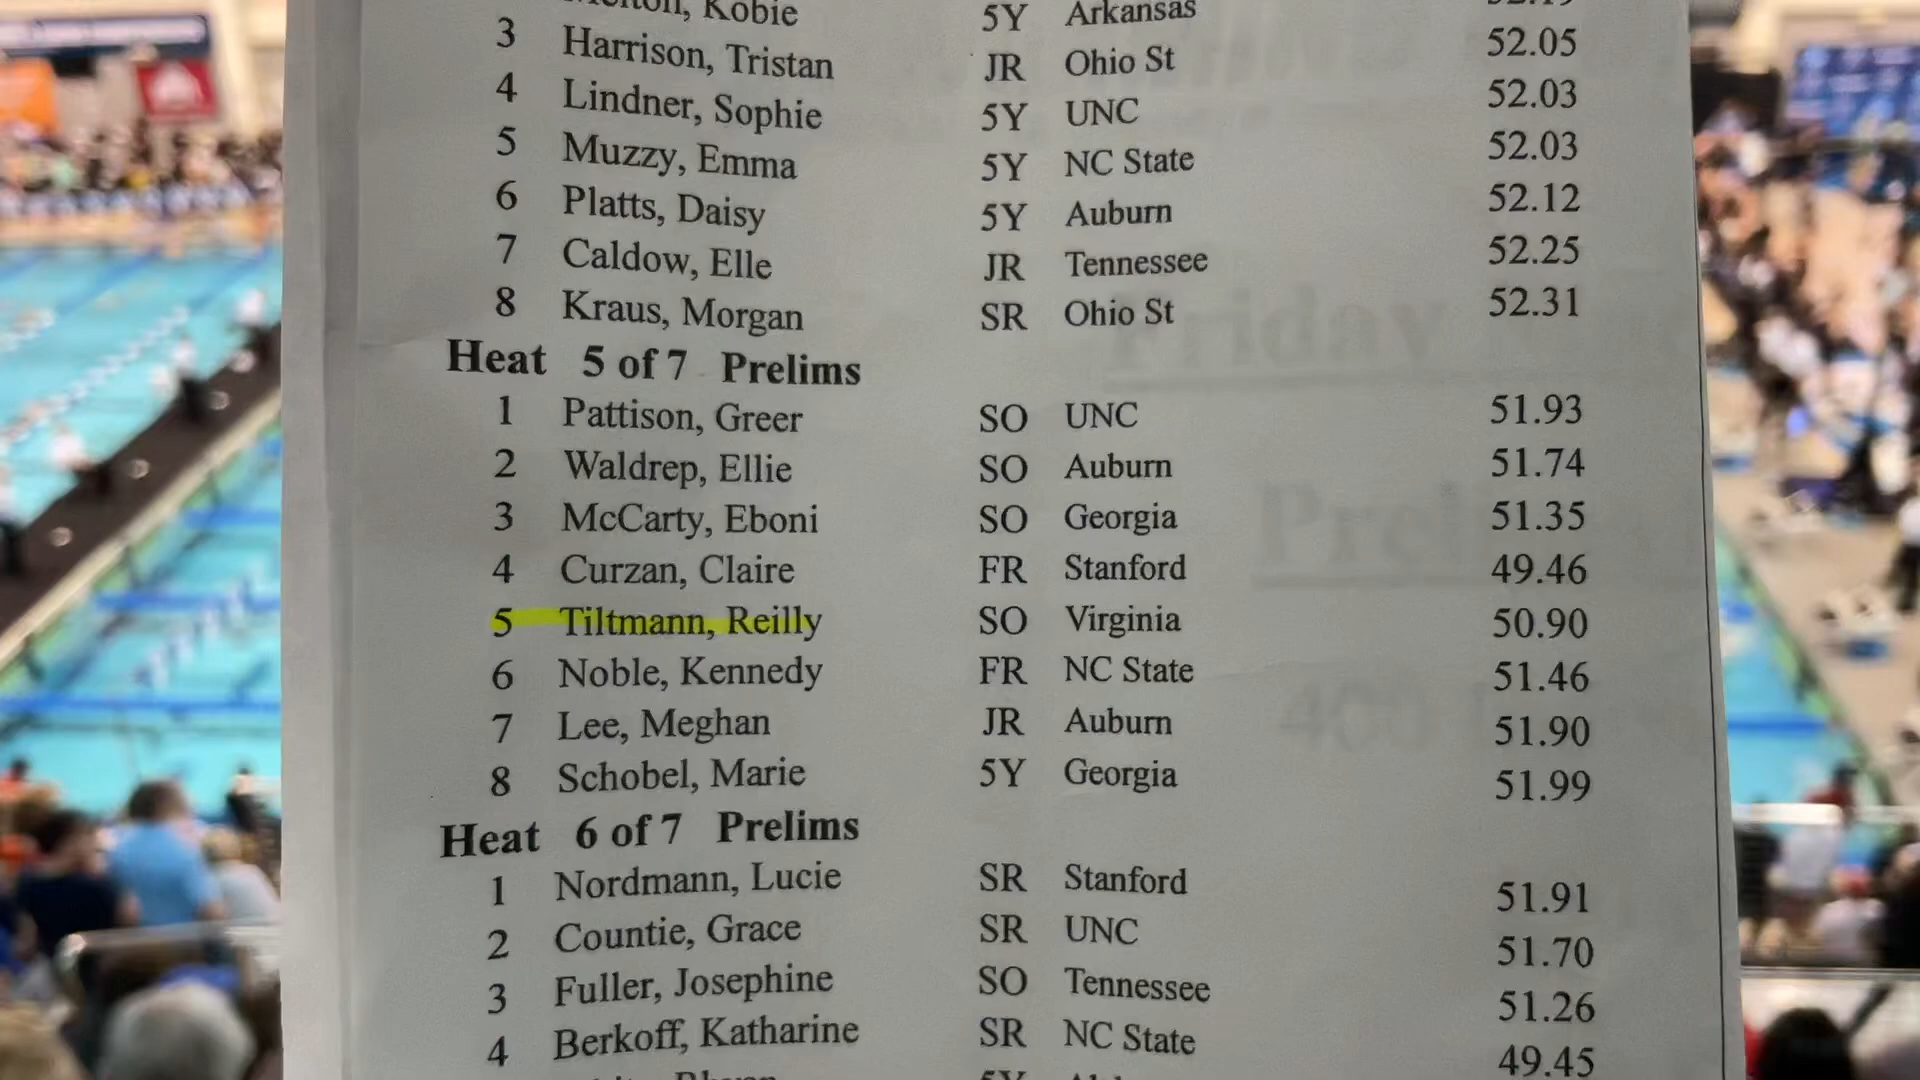 Kobie 5Y Arkansas
3 Harrison, Tristan JR Ohio St 52.05
4 Lindner, Sophie 5Y UNC 52.03
5 Muzzy, Emma 5Y NC State 52.03
6 Platts, Daisy 5Y Auburn 52.12
7 Caldow, Elle JR Tennessee 52.25
8 Kraus, Morgan SR Ohio St 52.31
Heat 5 of 7 Prelims
1 Pattison, Greer SO UNC 51.93
2 Waldrep, Ellie SO Auburn 51.74
3 McCarty, Eboni SO Georgia 51.35
4 Curzan, Claire FR Stanford 49.46
5 Tiltmann, Reilly SO Virginia 50.90
6 Noble, Kennedy FR NC State 51.46
7 Lee, Meghan JR Auburn 51.90
8 Schobel, Marie 5Y Georgia 51.99
Heat 6 of 7 Prelims
1 Nordmann, Lucie SR Stanford 51.91
2 Countie, Grace SR UNC 51.70
3 Fuller, Josephine SO Tennessee 51.26
4 Berkoff, Katharine SR NC State 49.45